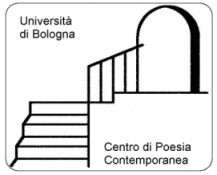 Università
di Bologna
Centro di Poesia
Contemporanea